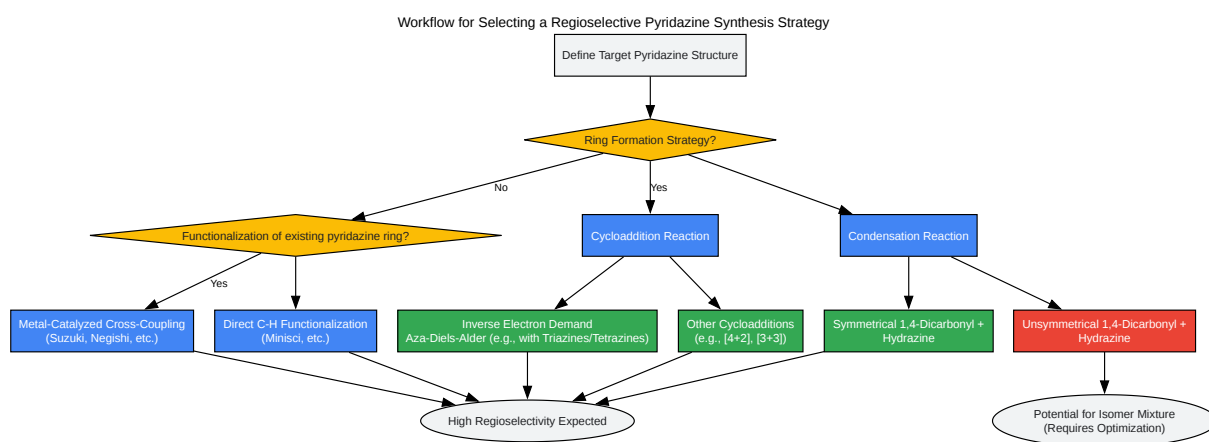 Workflow for Selecting a Regioselective Pyridazine Synthesis Strategy
Define Target Pyridazine Structure
Ring Formation Strategy?
No
Yes
Functionalization of existing pyridazine ring?
Cycloaddition Reaction
Condensation Reaction
Yes
Metal-Catalyzed Cross-Coupling
(Suzuki, Negishi, etc.)
Direct C-H Functionalization
(Minisci, etc.)
Inverse Electron Demand
Aza-Diels-Alder (e.g., with Triazines/Tetrazines)
Other Cycloadditions
(e.g., [4+2], [3+3])
Symmetrical 1,4-Dicarbonyl +
Hydrazine
Unsymmetrical 1,4-Dicarbonyl +
Hydrazine
High Regioselectivity Expected
Potential for Isomer Mixture
(Requires Optimization)